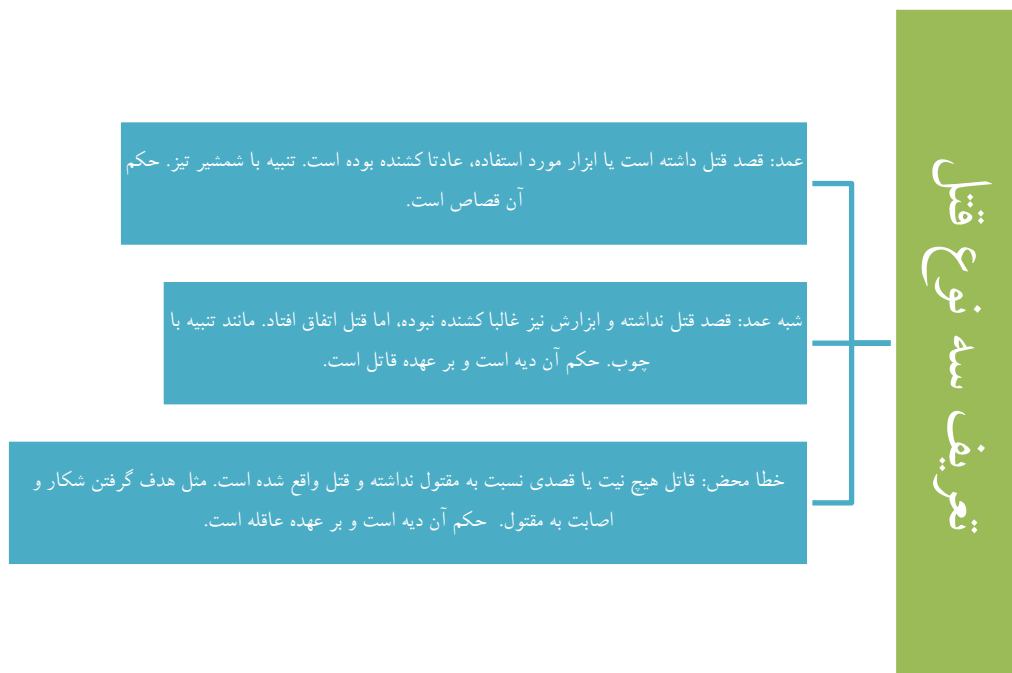 تعریف سه نوع قتل
عمد: قصد قتل داشته است یا ابزار مورد استفاده، عادتا کشنده بوده است. تنبیه با شمشیر تیز. حکم
آن قصاص است.
شبه عمد: قصد قتل نداشته و ابزارش نیز غالبا کشنده نبوده، اما قتل اتفاق افتاد. مانند تنبیه با
چوب. حکم آن دیه است و بر عهده قاتل است.
خطا محض: قاتل هیچ نیت یا قصدی نسبت به مقتول نداشته و قتل واقع شده است. مثل هدف گرفتن شکار و
اصابت به مقتول. حکم آن دیه است و بر عهده عاقله است.